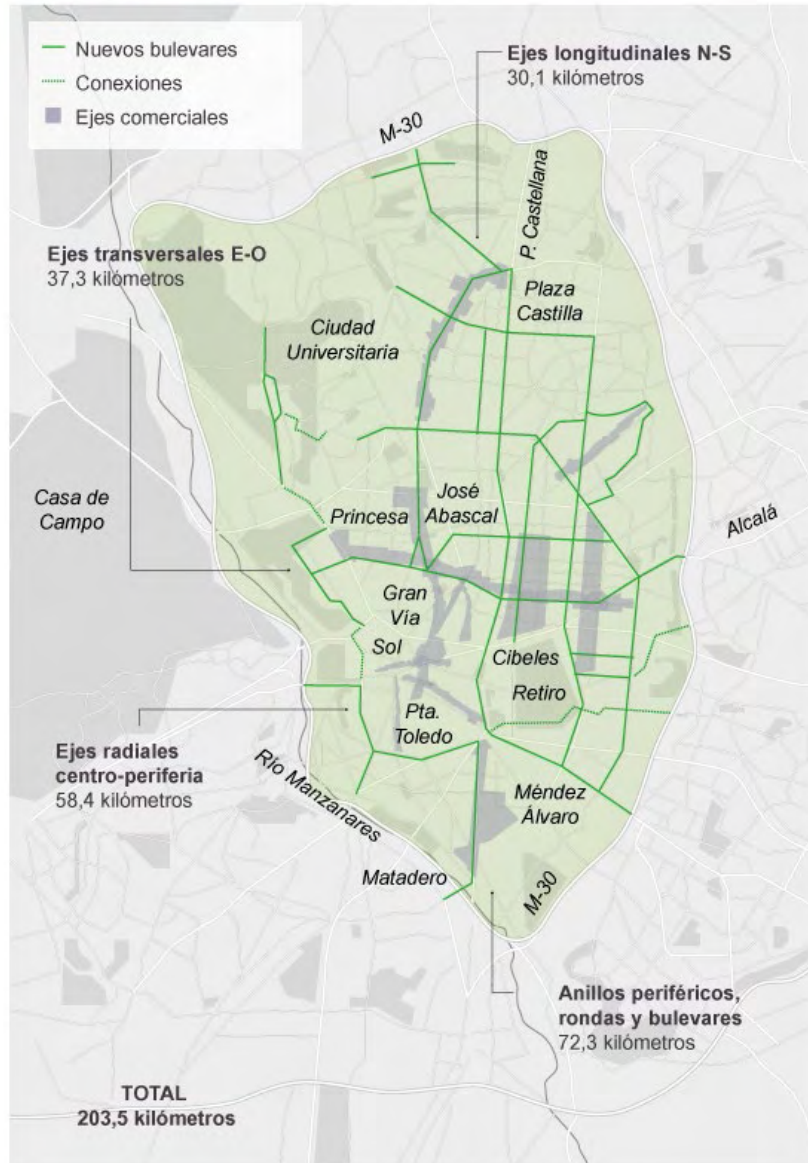 Nuevos bulevares
Conexiones
Ejes comerciales
Ejes longitudinales N-S
30,1 kilómetros
M-30
P. Castellana
Ejes transversales E-O
37,3 kilómetros
Plaza
Castilla
Ciudad
Universitaria
Casa de
Campo
Princesa
José
Abascal
Alcalá
Gran
Vía
Sol
Cibeles
Retiro
Pta.
Toledo
Ejes radiales
centro-periferia
58,4 kilómetros
Río Manzanares
Méndez
Álvaro
Matadero
M-30
Anillos periféricos,
rondas y bulevares
72,3 kilómetros
TOTAL
203,5 kilómetros